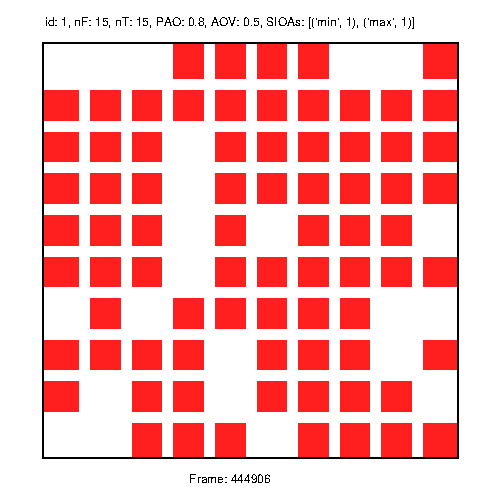 id: 1, nF: 15, nT: 15, PAO: 0.8, AOV: 0.5, SIOAs: [('min', 1), ('max', 1)]
Frame: 444906